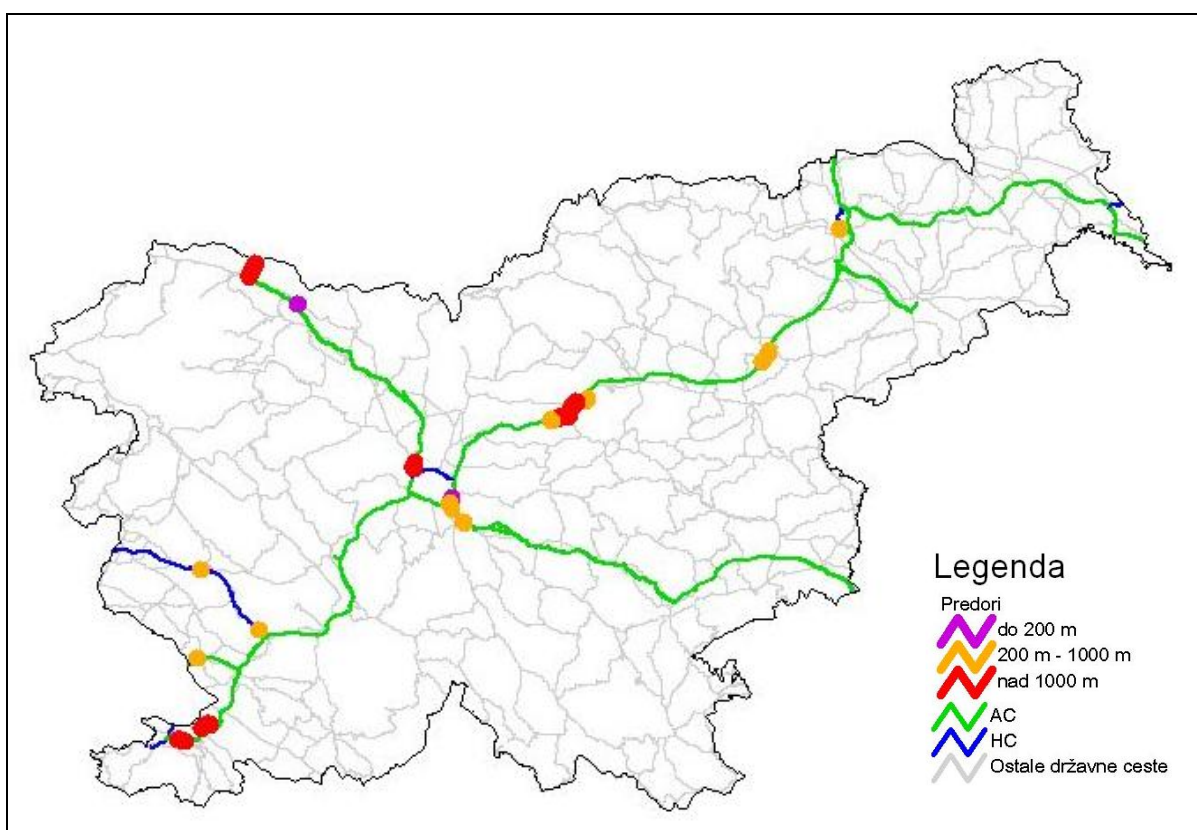 Legenda
Predori
do 200 m
200 m - 1000 m
nad 1000 m
AC
HC
Ostale državne ceste